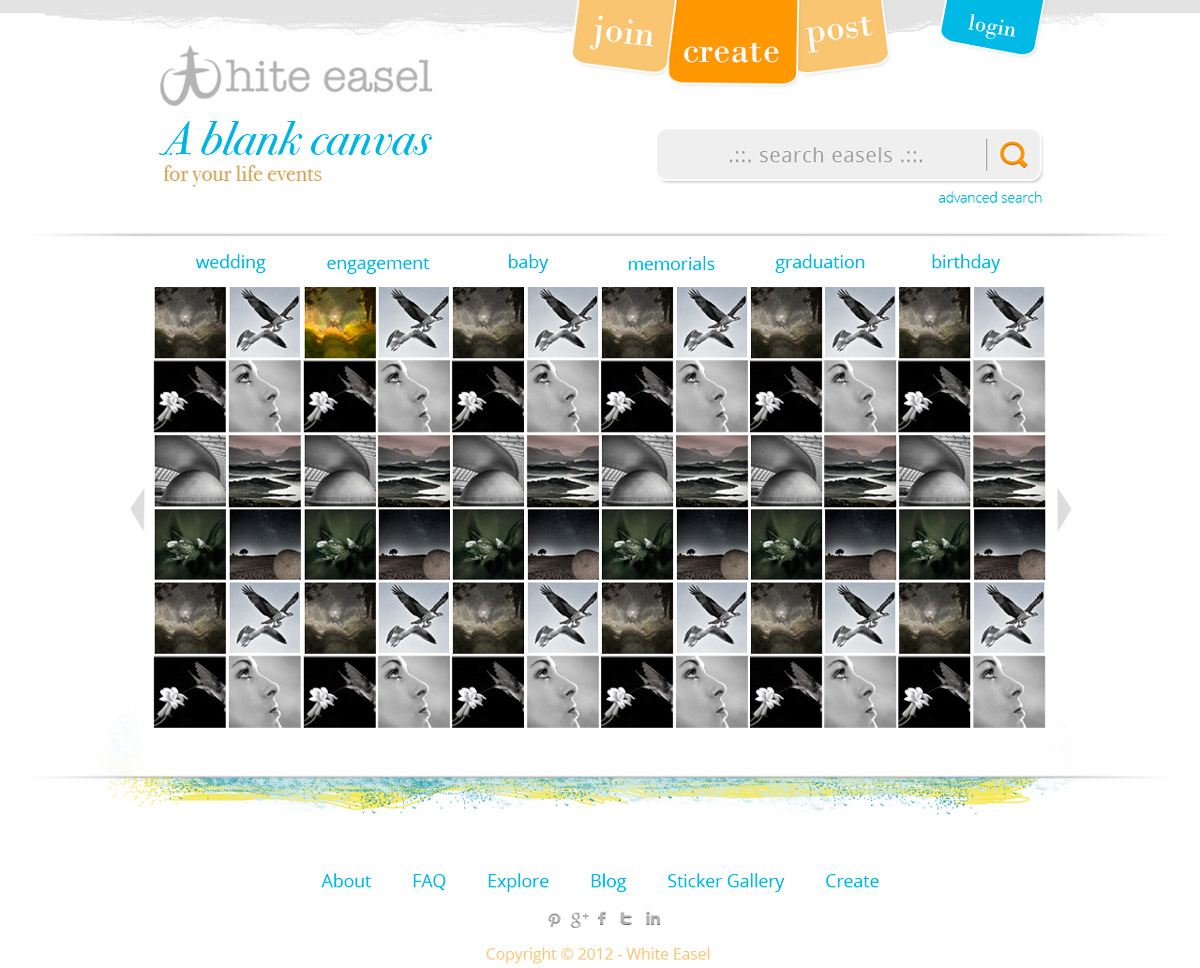 join create post login
White easel
A blank canvas
for your life events
.::. search easels .::.
advanced search
wedding engagement baby memorials graduation birthday
About FAQ Explore Blog Sticker Gallery Create
g+ f t in
Copyright © 2012 - White Easel